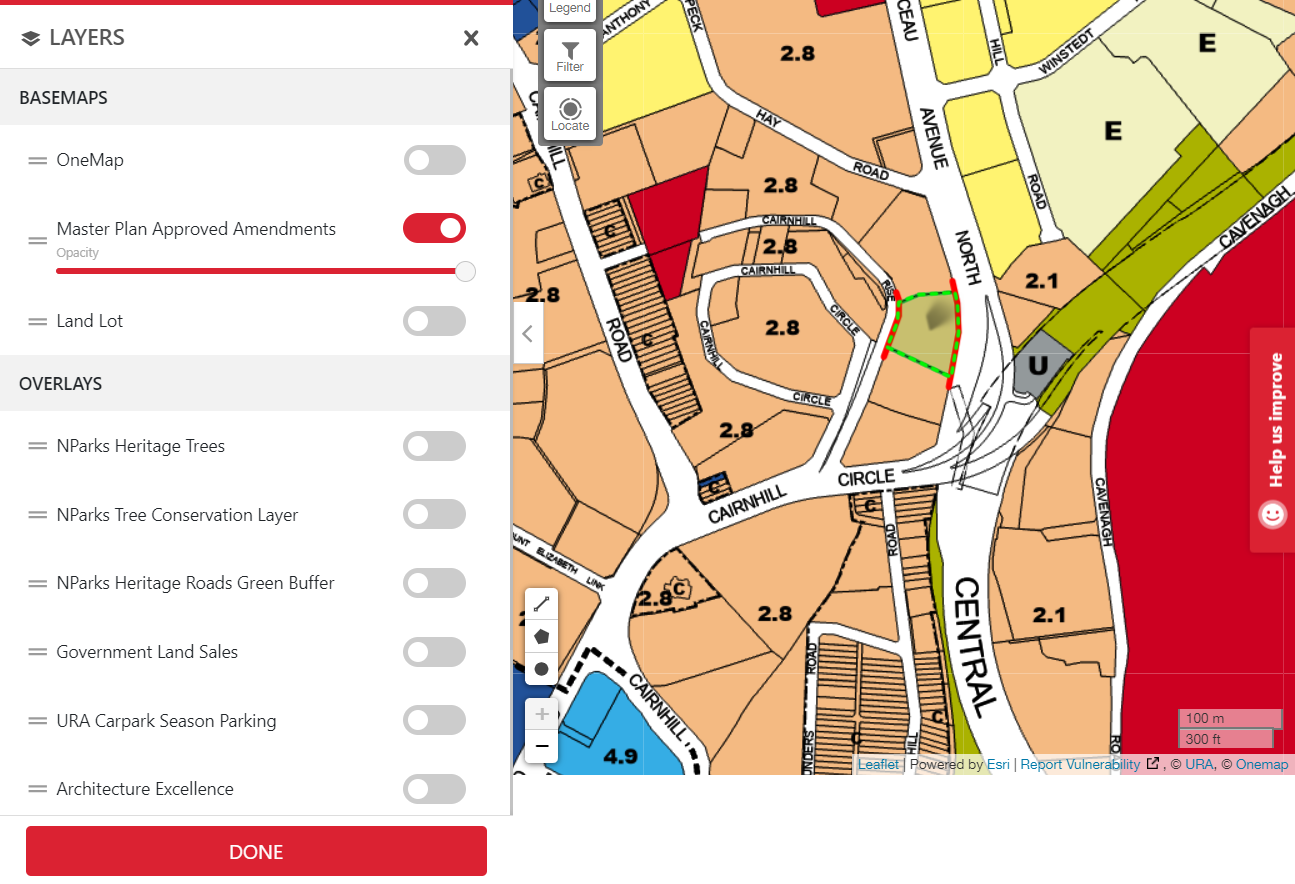 LAYERS
BASEMAPS
OneMap
Master Plan Approved Amendments
Opacity
Land Lot
OVERLAYS
NParks Heritage Trees
NParks Tree Conservation Layer
NParks Heritage Roads Green Buffer
Government Land Sales
URA Carpark Season Parking
Architecture Excellence
DONE
Legend
Filter
Locate
ANTHONY
PECK
CEAU
HILL
WINSTEDT
E
2.8
HAY
ROAD
AVENUE
E
ROAD
CAVENAGH
C
2.8
CAIRNHILL
2.8
CAIRNHILL
NORTH
RISE
2.1
C
2.8
ROAD
C
2.8
CIRCLE
CAIRNHILL
CIRCLE
U
2.8
C
CAIRNHILL
CIRCLE
C
ROAD
CAVENAGH
ELIZABETH
LINK
2.8
C
2.8
CENTRAL
2.1
ROAD
CAIRNHILL
4.9
C
C
HILL
Help us improve
100 m
300 ft
Leaflet | Powered by Esri | Report Vulnerability , © URA, © Onemap